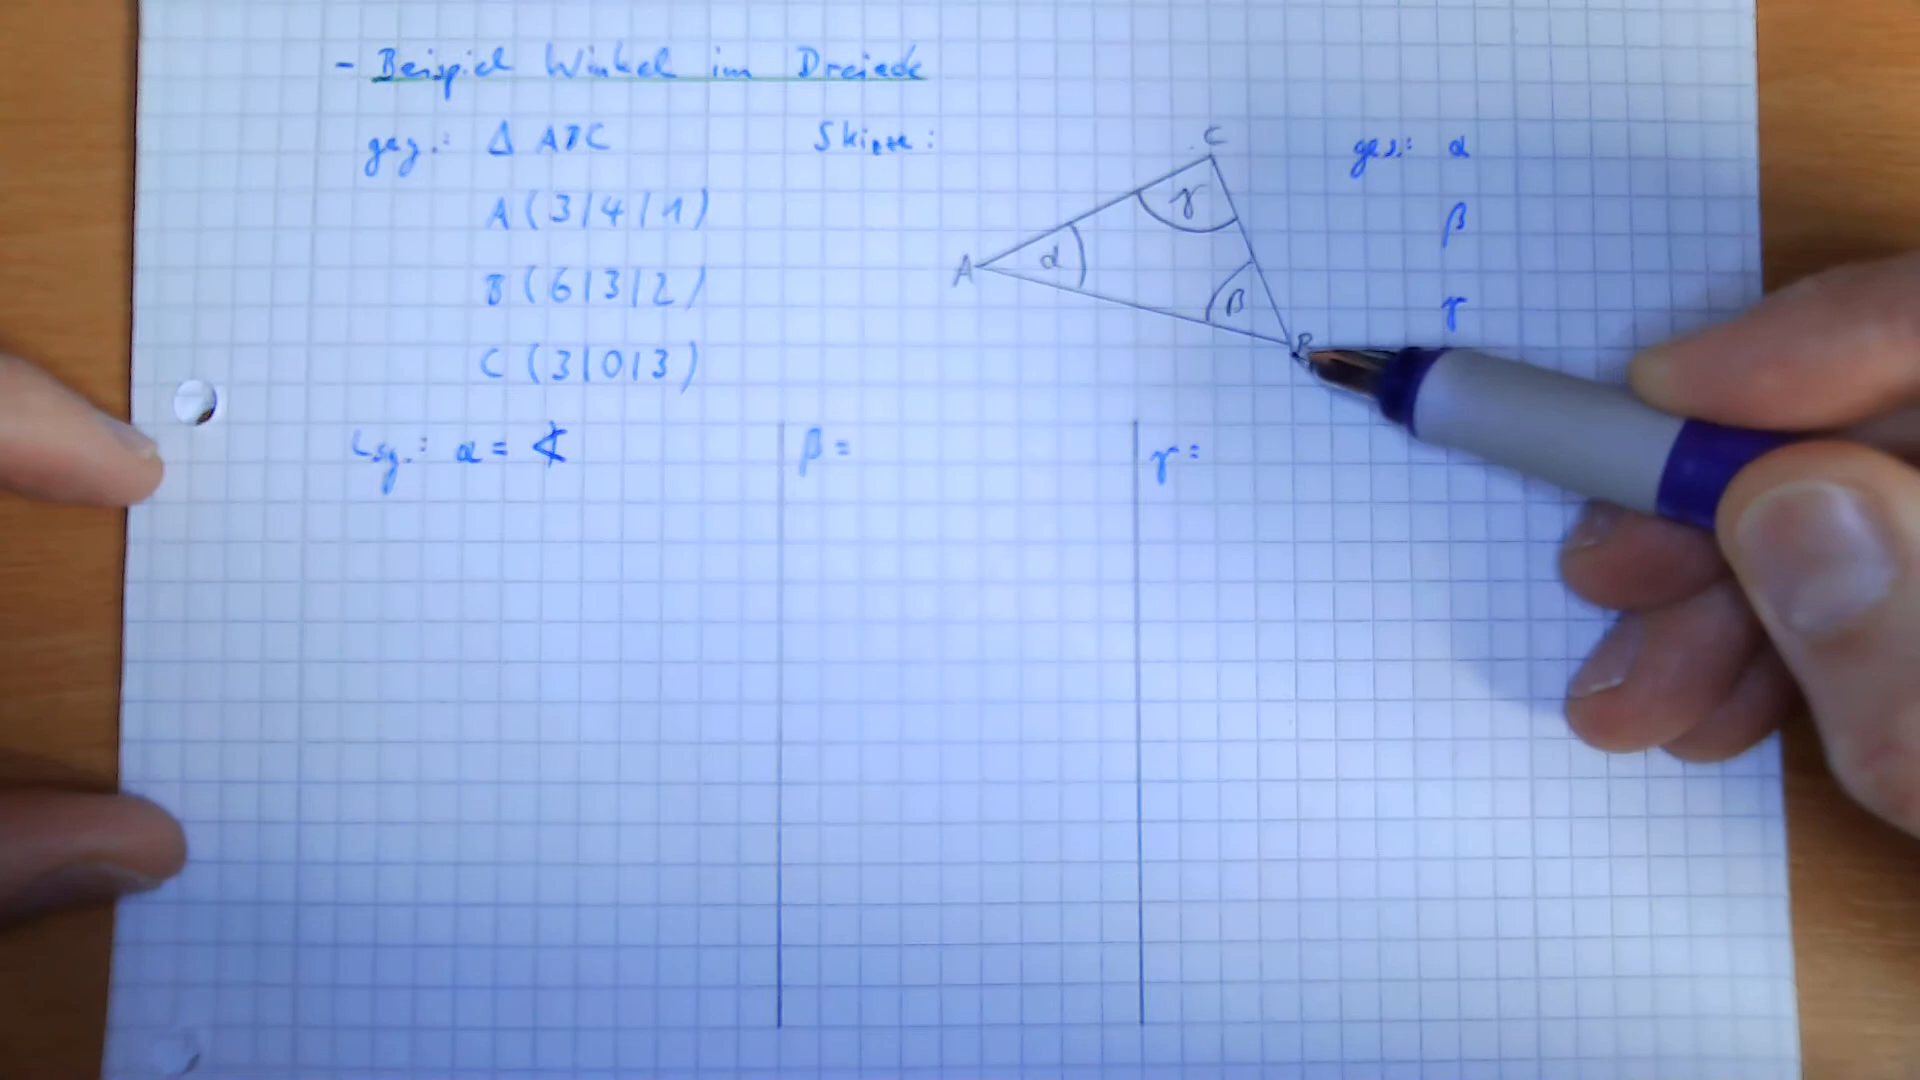 - Beispiel Winkel im Dreieck
geg.: Δ ABC
A (3|4|1)
B (6|3|2)
C (3|0|3)
Skizze:
C
γ
A
α
β
B
ges.: α
β
γ
Lsg.: α = ∢
β =
γ =